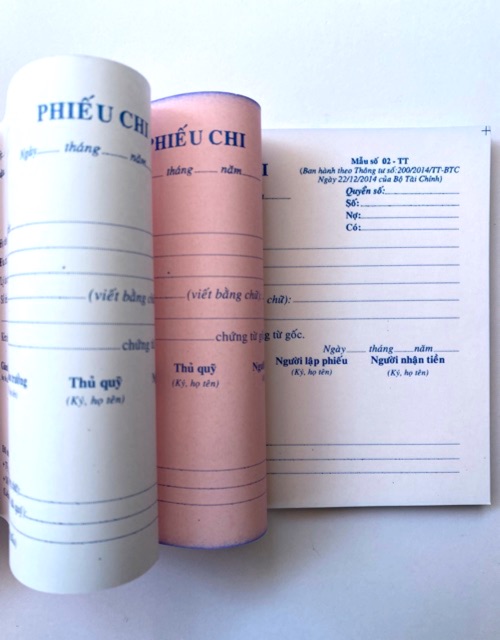 PHIẾU CHI
Ngày...... tháng...... năm
(viết bằng
chứng từ
Thủ quỹ
(Ký, họ tên)
PHIẾU CHI
tháng...... năm......
(viết bằng
chứng từ
Thủ quỹ
(Ký, họ tên)
Mẫu số 02 - TT
(Ban hành theo Thông tư số:200/2014/TT-BTC
Ngày 22/12/2014 của Bộ Tài Chính)
Quyển số:
Số:
Nợ:
Có:
chữ):
từ gốc.
Ngày...... tháng......năm......
Người lập phiếu Người nhận tiền
(Ký, họ tên) (Ký, họ tên)